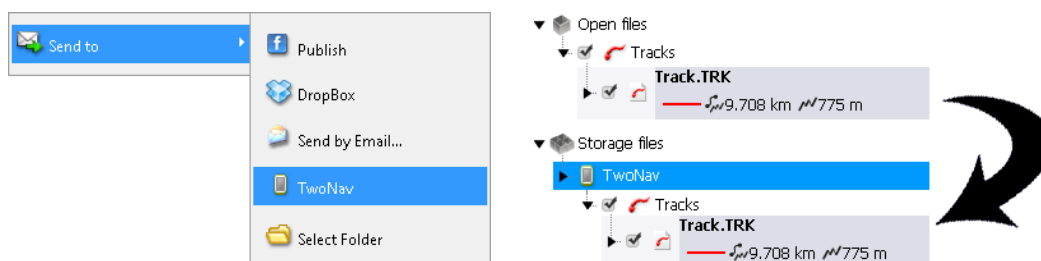 Send to
Publish
DropBox
Send by Email...
TwoNav
Select Folder
Open files
Tracks
Track.TRK
9.708 km 775 m
Storage files
TwoNav
Tracks
Track.TRK
9.708 km 775 m